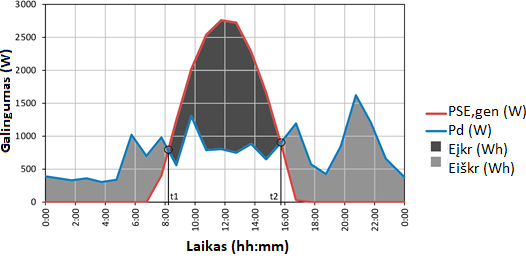 Galingumas (W)
3000
2500
2000
1500
1000
500
0
t1
t2
0:00 2:00 4:00 6:00 8:00 10:00 12:00 14:00 16:00 18:00 20:00 22:00 0:00
Laikas (hh:mm)
PSE,gen (W)
Pd (W)
Eįkr (Wh)
Eiškr (Wh)